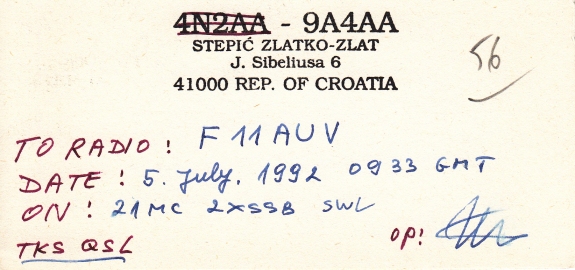 4N2AA - 9A4AA
STEPIĆ ZLATKO-ZLAT
J. Sibeliusa 6
41000 REP. OF CROATIA
56
TO RADIO: F11AUV
DATE: 5. July, 1992 0933 GMT
ON: 21MC 2XSSB SWL
TKS QSL
op: